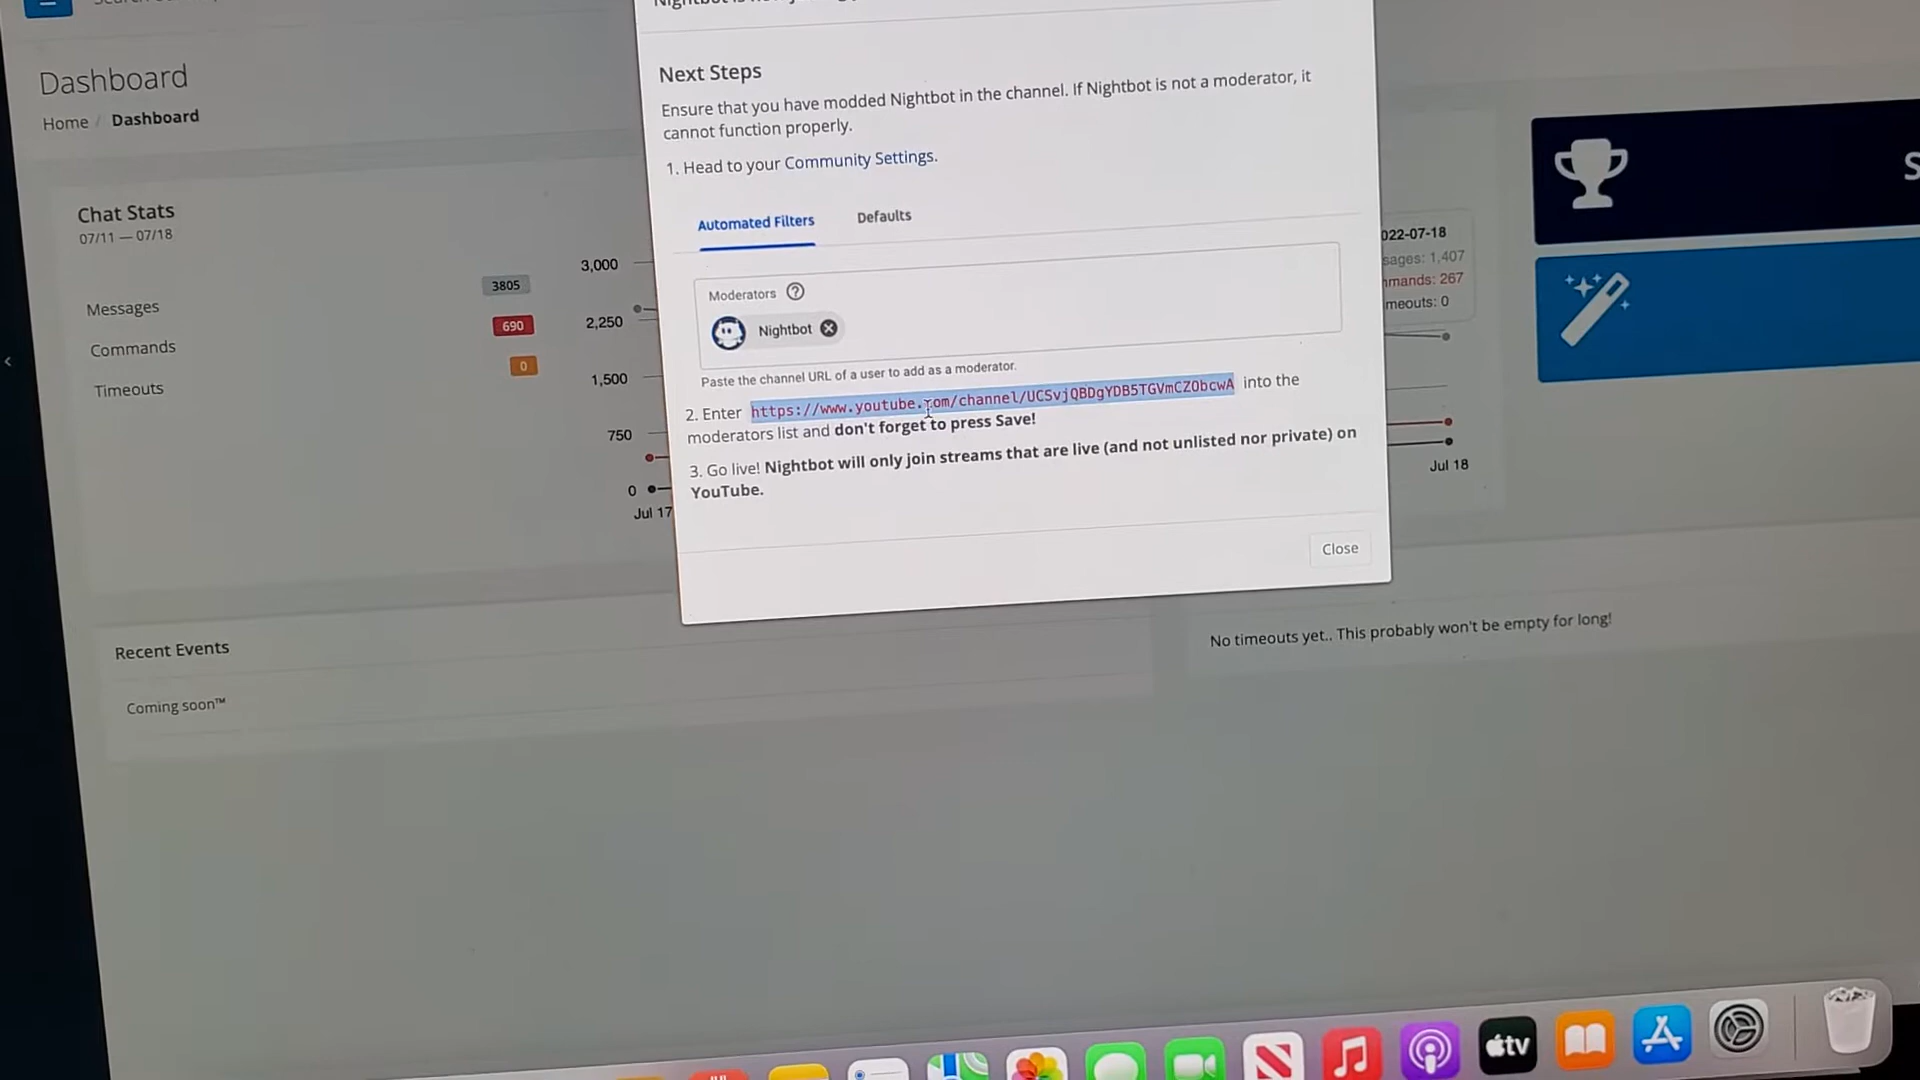 Dashboard
Home / Dashboard
Chat Stats
07/11 — 07/18
Messages
3805
Commands
690
Timeouts
0
3,000
2,250
1,500
750
0
Jul 17
Next Steps
Ensure that you have modded Nightbot in the channel. If Nightbot is not a moderator, it
cannot function properly.
1. Head to your Community Settings.
Automated Filters
Defaults
Moderators ?
Nightbot
Paste the channel URL of a user to add as a moderator.
2. Enter https://www.youtube.com/channel/UCSvjQBDgYDB5TGVmCZObcwA into the
moderators list and don't forget to press Save!
3. Go live! Nightbot will only join streams that are live (and not unlisted nor private) on
YouTube.
Close
022-07-18
sages: 1,407
mmands: 267
meouts: 0
Jul 18
S
Recent Events
Coming soon™
No timeouts yet.. This probably won't be empty for long!
tv